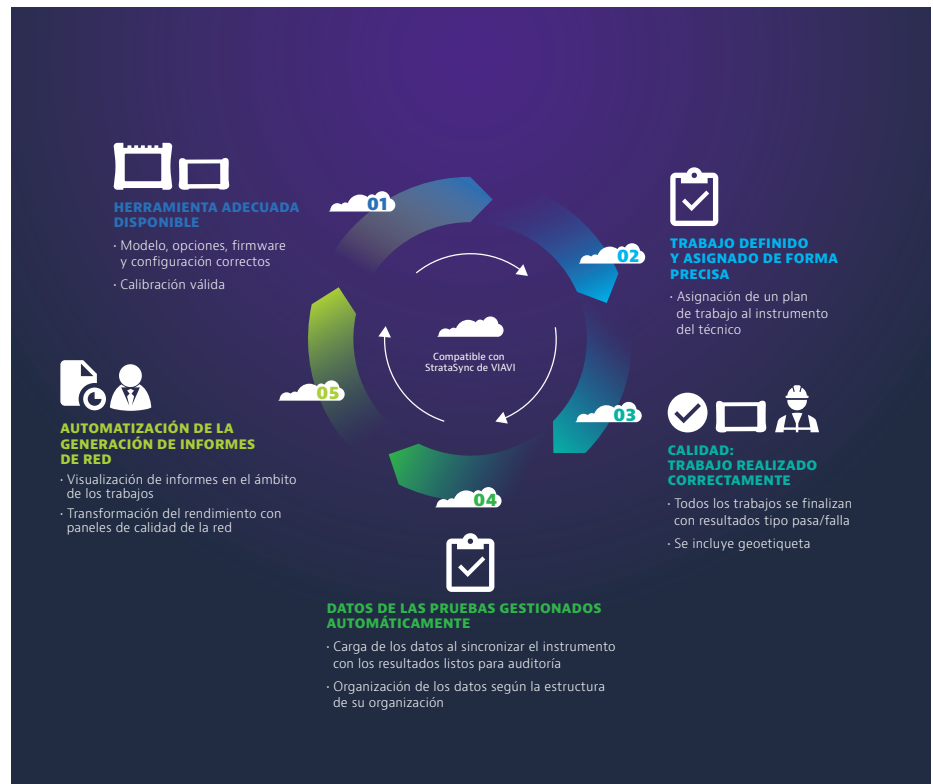 01
HERRAMIENTA ADECUADA
DISPONIBLE
· Modelo, opciones, firmware
y configuración correctos
· Calibración válida
02
TRABAJO DEFINIDO
Y ASIGNADO DE FORMA
PRECISA
· Asignación de un plan
de trabajo al instrumento
del técnico
Compatible con
StrataSync de VIAVI
03
CALIDAD:
TRABAJO REALIZADO
CORRECTAMENTE
· Todos los trabajos se finalizan
con resultados tipo pasa/falla
· Se incluye geoetiqueta
04
DATOS DE LAS PRUEBAS GESTIONADOS
AUTOMÁTICAMENTE
· Carga de los datos al sincronizar el instrumento
con los resultados listos para auditoría
· Organización de los datos según la estructura
de su organización
05
AUTOMATIZACIÓN DE LA
GENERACIÓN DE INFORMES
DE RED
· Visualización de informes en el ámbito
de los trabajos
· Transformación del rendimiento con
paneles de calidad de la red